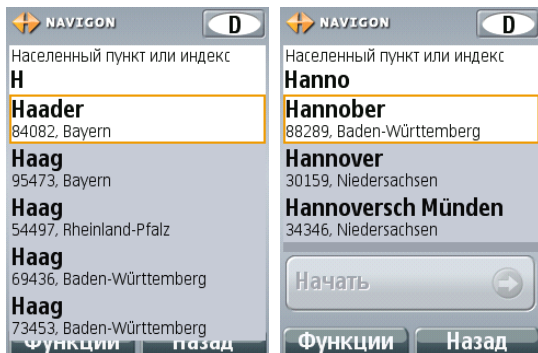 NAVIGON
D
Населенный пункт или индекс
H
Haader
84082, Bayern
Haag
95473, Bayern
Haag
54497, Rheinland-Pfalz
Haag
69436, Baden-Württemberg
Haag
73453, Baden-Württemberg
Функции
Назад
NAVIGON
D
Населенный пункт или индекс
Hanno
Hannober
88289, Baden-Württemberg
Hannover
30159, Niedersachsen
Hannoversch Münden
34346, Niedersachsen
Начать
Функции
Назад